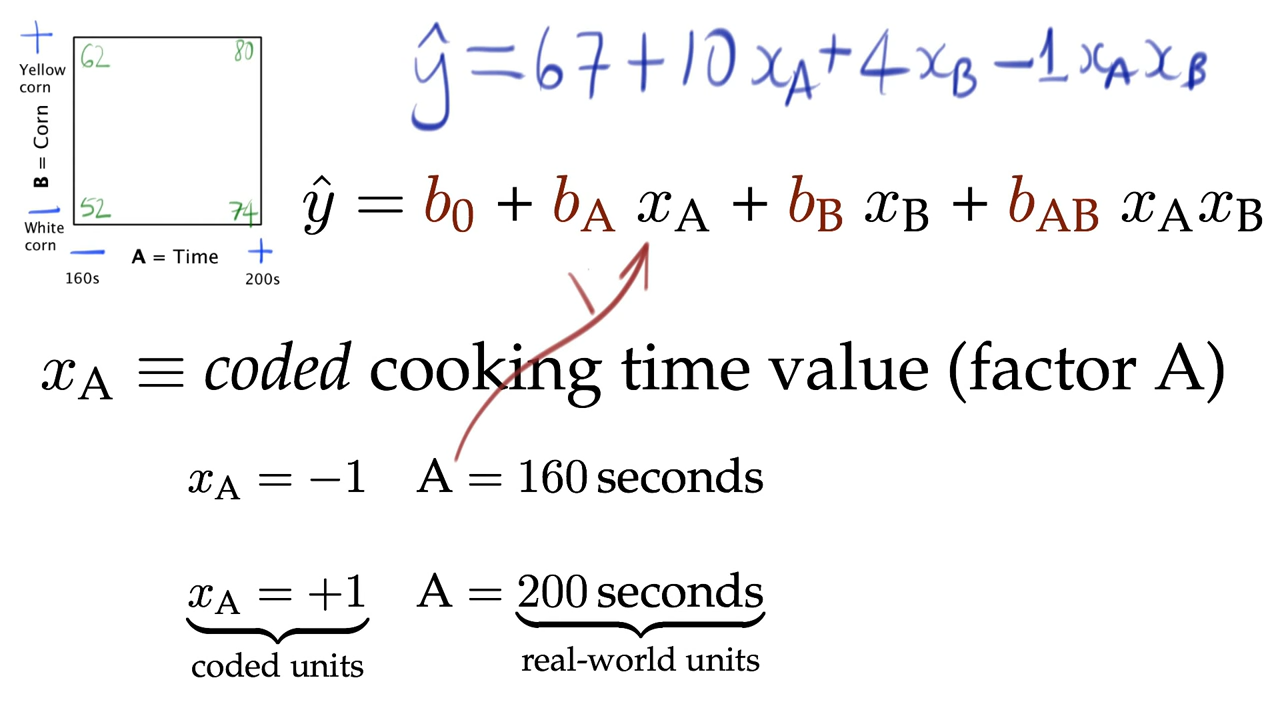 +
62 80
Yellow
corn
B = Corn
52 74
−
White
corn
− A = Time +
160s 200s
ŷ = 67 + 10 x_A + 4 x_B − 1 x_A x_B
ŷ = b₀ + b_A x_A + b_B x_B + b_AB x_A x_B
x_A ≡ coded cooking time value (factor A)
x_A = −1 A = 160 seconds
x_A = +1 A = 200 seconds
coded units real-world units